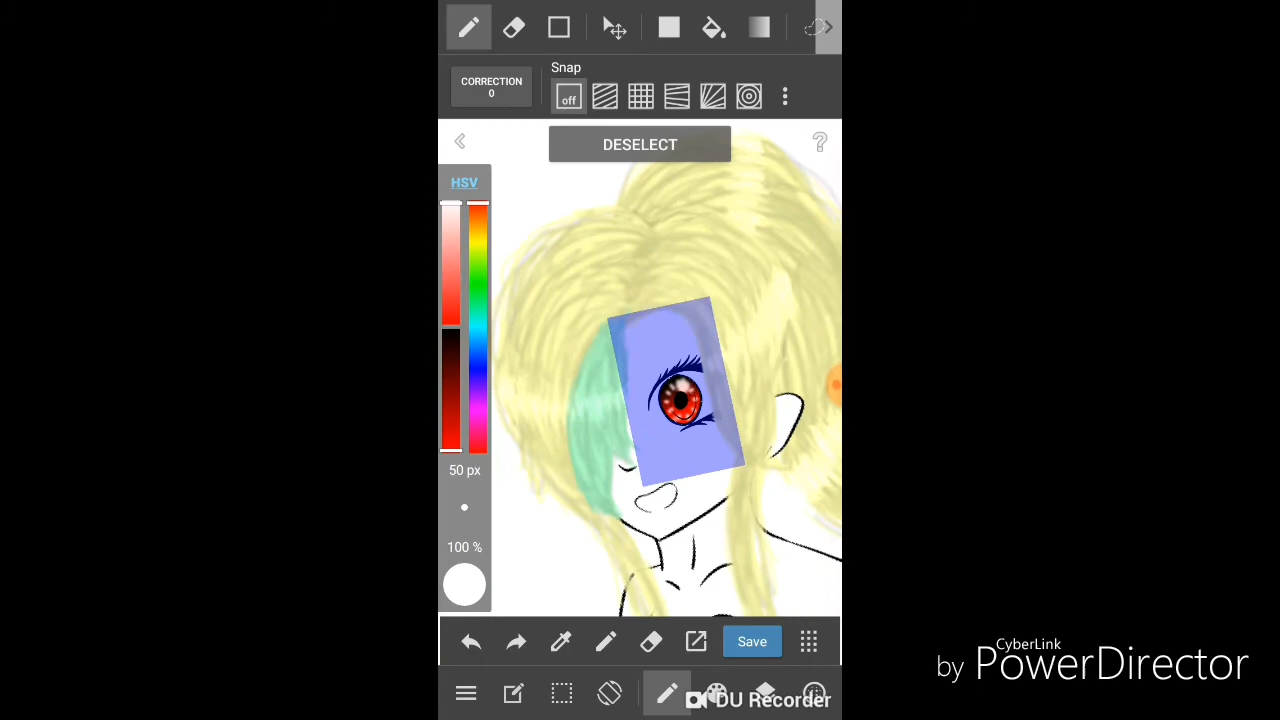 CORRECTION
0
Snap
off
DESELECT
HSV
50 px
100 %
Save
DU Recorder
CyberLink
by PowerDirector